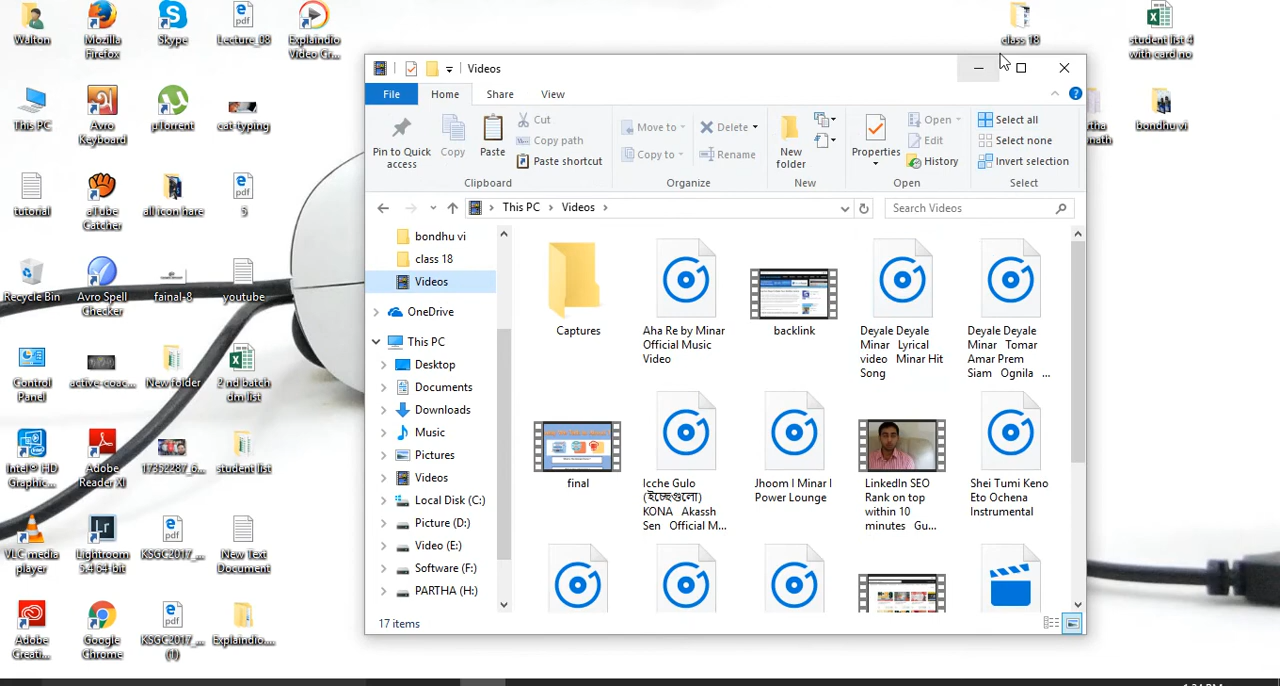 Walton
Mozilla
Firefox
Skype
Lecture_08
Explaindio
Video Cr...
class 18
student list 4
with card no
This PC
Avro
Keyboard
µTorrent
cat-typing
bondhu vi
tutorial
aTube
Catcher
all icon hare
5
Recycle Bin
Avro Spell
Checker
fainal-8
youtube
Control
Panel
active-coac...
New folder
2 nd batch
dm list
Intel® HD
Graphic...
Adobe
Reader XI
17352287_6...
student list
VLC media
player
Lightroom
5.4 64-bit
KSGC2017_...
New Text
Document
Adobe
Creati...
Google
Chrome
KSGC2017_...
(1)
Explaindio....
Videos
File
Home
Share
View
Pin to Quick
access
Copy
Paste
Cut
Copy path
Paste shortcut
Clipboard
Move to
Copy to
Delete
Rename
Organize
New
folder
New
Properties
Open
Edit
History
Open
Select all
Select none
Invert selection
Select
This PC
Videos
Search Videos
bondhu vi
class 18
Videos
OneDrive
This PC
Desktop
Documents
Downloads
Music
Pictures
Videos
Local Disk (C:)
Picture (D:)
Video (E:)
Software (F:)
PARTHA (H:)
Captures
Aha Re by Minar
Official Music
Video
backlink
Deyale Deyale
Minar Lyrical
video Minar Hit
Song
Deyale Deyale
Minar Tomar
Amar Prem
Siam Ognila ...
final
Icche Gulo
(ইচ্ছেগুলো)
KONA Akassh
Sen Official M...
Jhoom I Minar I
Power Lounge
LinkedIn SEO
Rank on top
within 10
minutes Gu...
Shei Tumi Keno
Eto Ochena
Instrumental
17 items